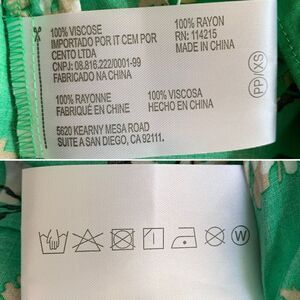 100% VISCOSE
IMPORTADO POR IT CEM POR
CENTO LTDA
CNPJ: 08.816.222/0001-99
FABRICADO NA CHINA
100% RAYON
RN: 114215
MADE IN CHINA
PP/XS
100% RAYONNE
FABRIQUÉ EN CHINE
100% VISCOSA
HECHO EN CHINA
5620 KEARNY MESA ROAD
SUITE A SAN DIEGO, CA 92111.
W